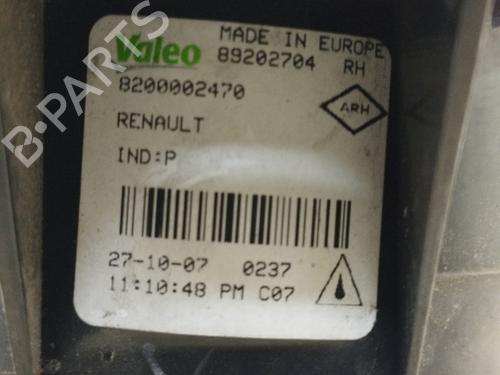 Valeo MADE IN EUROPE
89202704 RH
8200002470
ARH
RENAULT
IND:P
27-10-07 0237
11:10:48 PM C07
B-PARTS